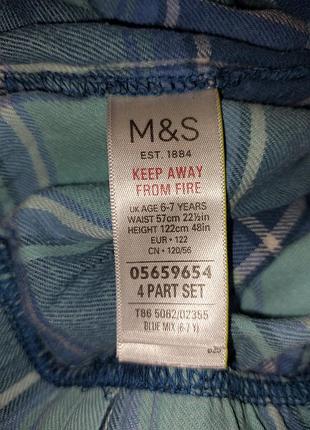 M&S
EST. 1884
KEEP AWAY
FROM FIRE
UK AGE 6-7 YEARS
WAIST 57cm 22½in
HEIGHT 122cm 48in
EUR • 122
CN • 120/56
05659654
4 PART SET
T86 5082/02355
BLUE MIX (6-7 Y)